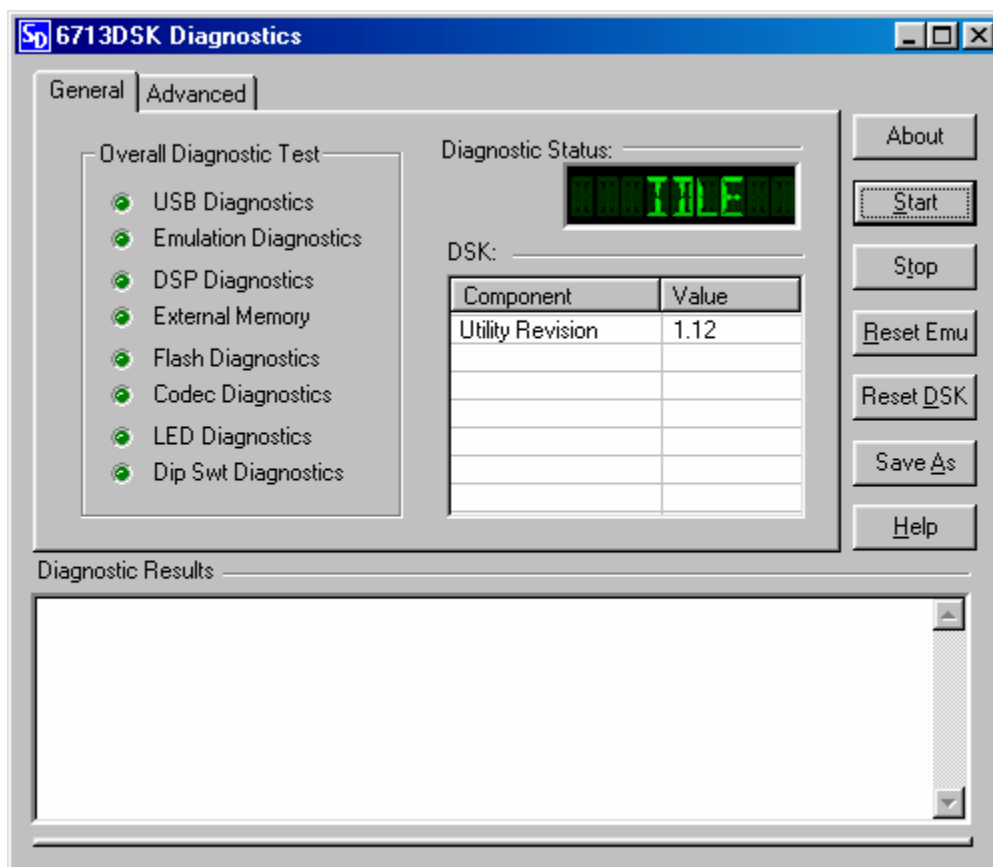 SD 6713DSK Diagnostics
General Advanced
Overall Diagnostic Test
USB Diagnostics
Emulation Diagnostics
DSP Diagnostics
External Memory
Flash Diagnostics
Codec Diagnostics
LED Diagnostics
Dip Swt Diagnostics
Diagnostic Status:
IDLE
DSK:
Component Value
Utility Revision 1.12
About
Start
Stop
Reset Emu
Reset DSK
Save As
Help
Diagnostic Results